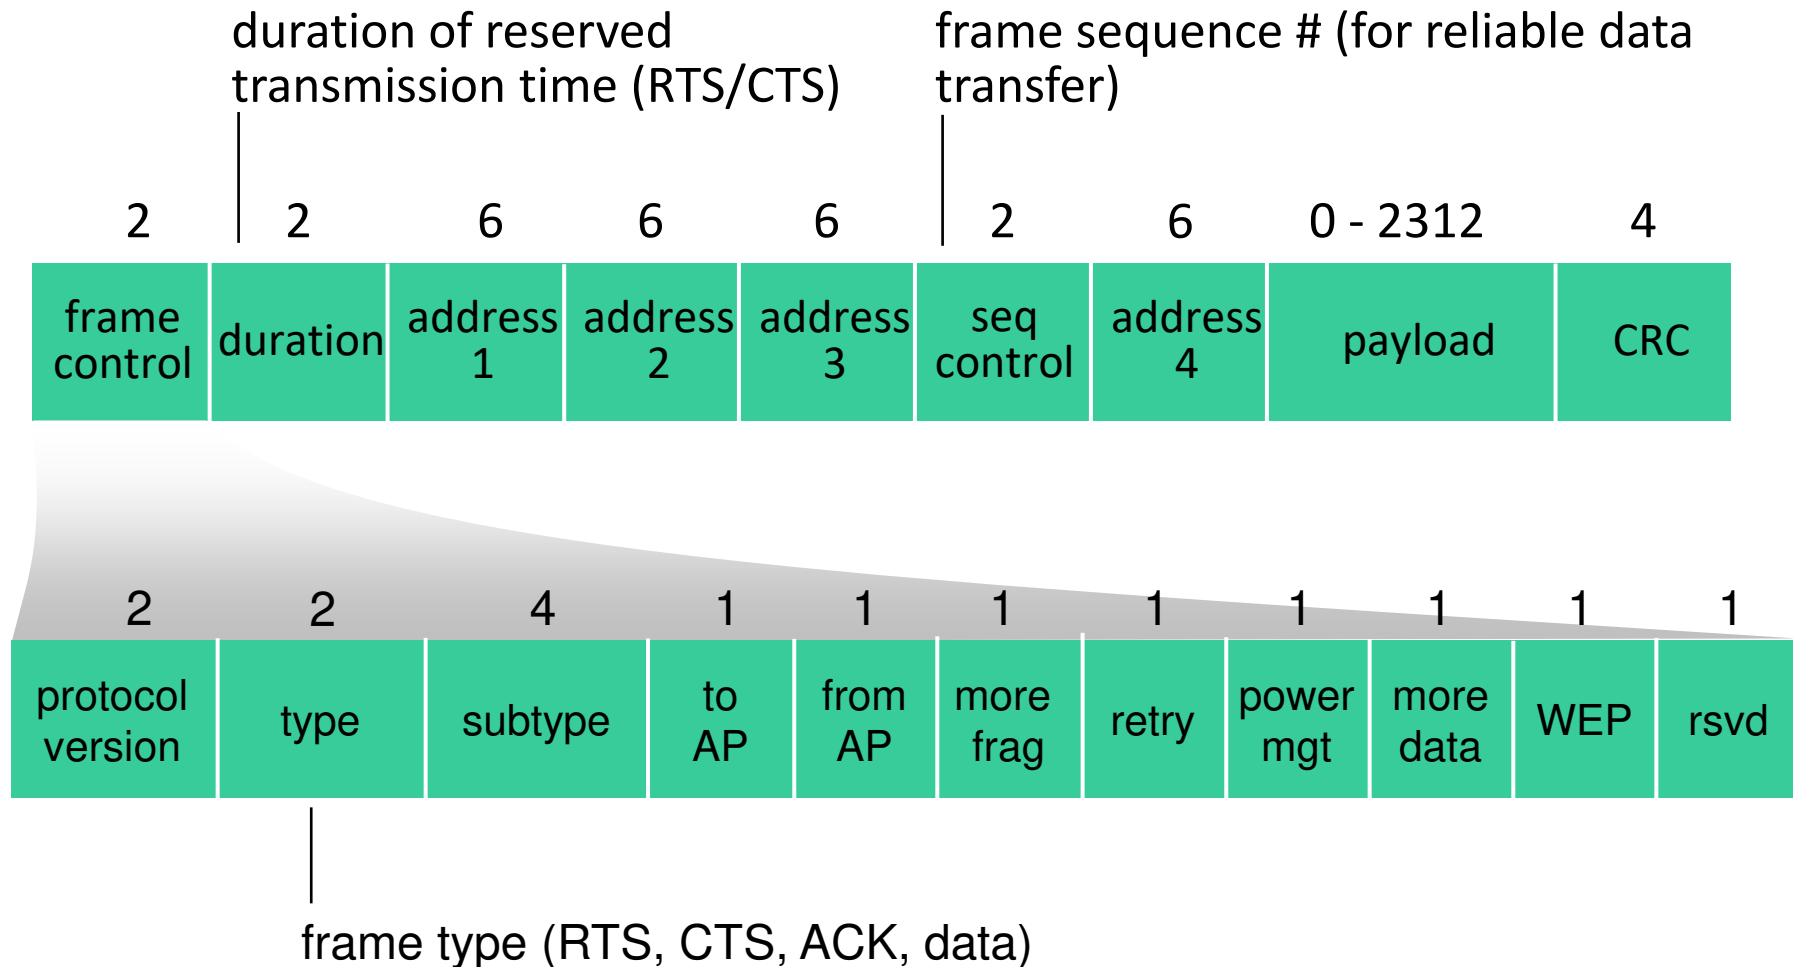 duration of reserved
transmission time (RTS/CTS)
frame sequence # (for reliable data
transfer)
2 2 6 6 6 2 6 0 - 2312 4
frame
control
duration
address
1
address
2
address
3
seq
control
address
4
payload
CRC
2 2 4 1 1 1 1 1 1 1 1
protocol
version
type
subtype
to
AP
from
AP
more
frag
retry
power
mgt
more
data
WEP
rsvd
frame type (RTS, CTS, ACK, data)